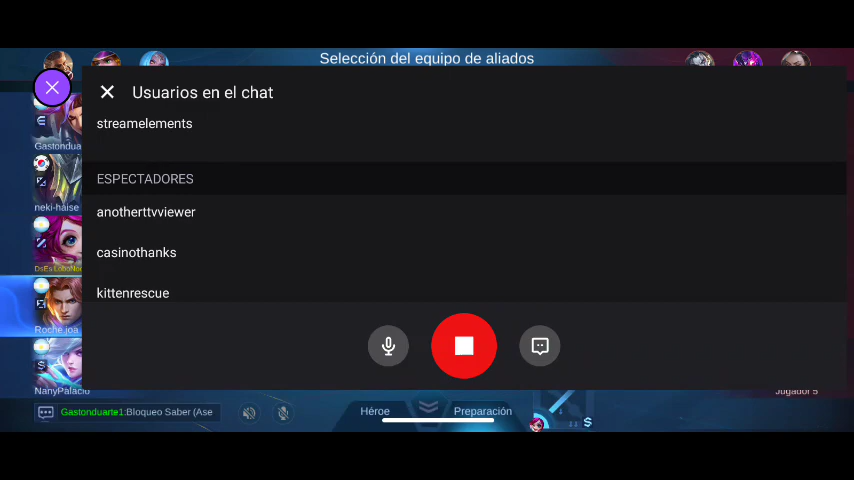 Selección del equipo de aliados
Usuarios en el chat
streamelements
ESPECTADORES
anotherttvviewer
casinothanks
kittenrescue
Gastondua
neki-haise
Roche.joa
NanyPalacio
Jugador 5
Gastonduarte1:Bloqueo Saber (Ase
Héroe
Preparación